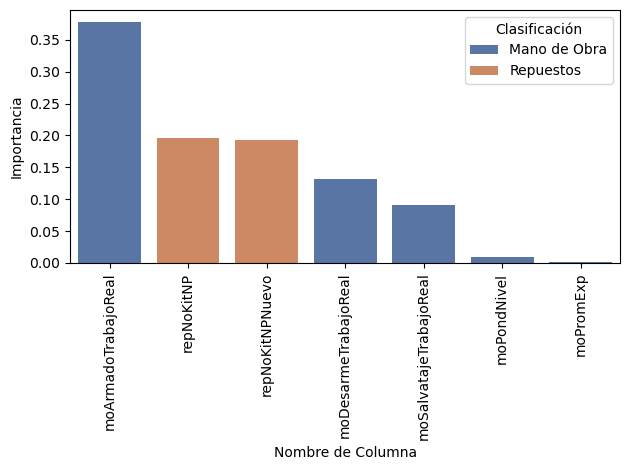 Clasificación
Mano de Obra
Repuestos
Importancia
0.35
0.30
0.25
0.20
0.15
0.10
0.05
0.00
moArmadoTrabajoReal
repNoKitNP
repNoKitNPNuevo
moDesarmeTrabajoReal
moSalvatajeTrabajoReal
moPondNivel
moPromExp
Nombre de Columna